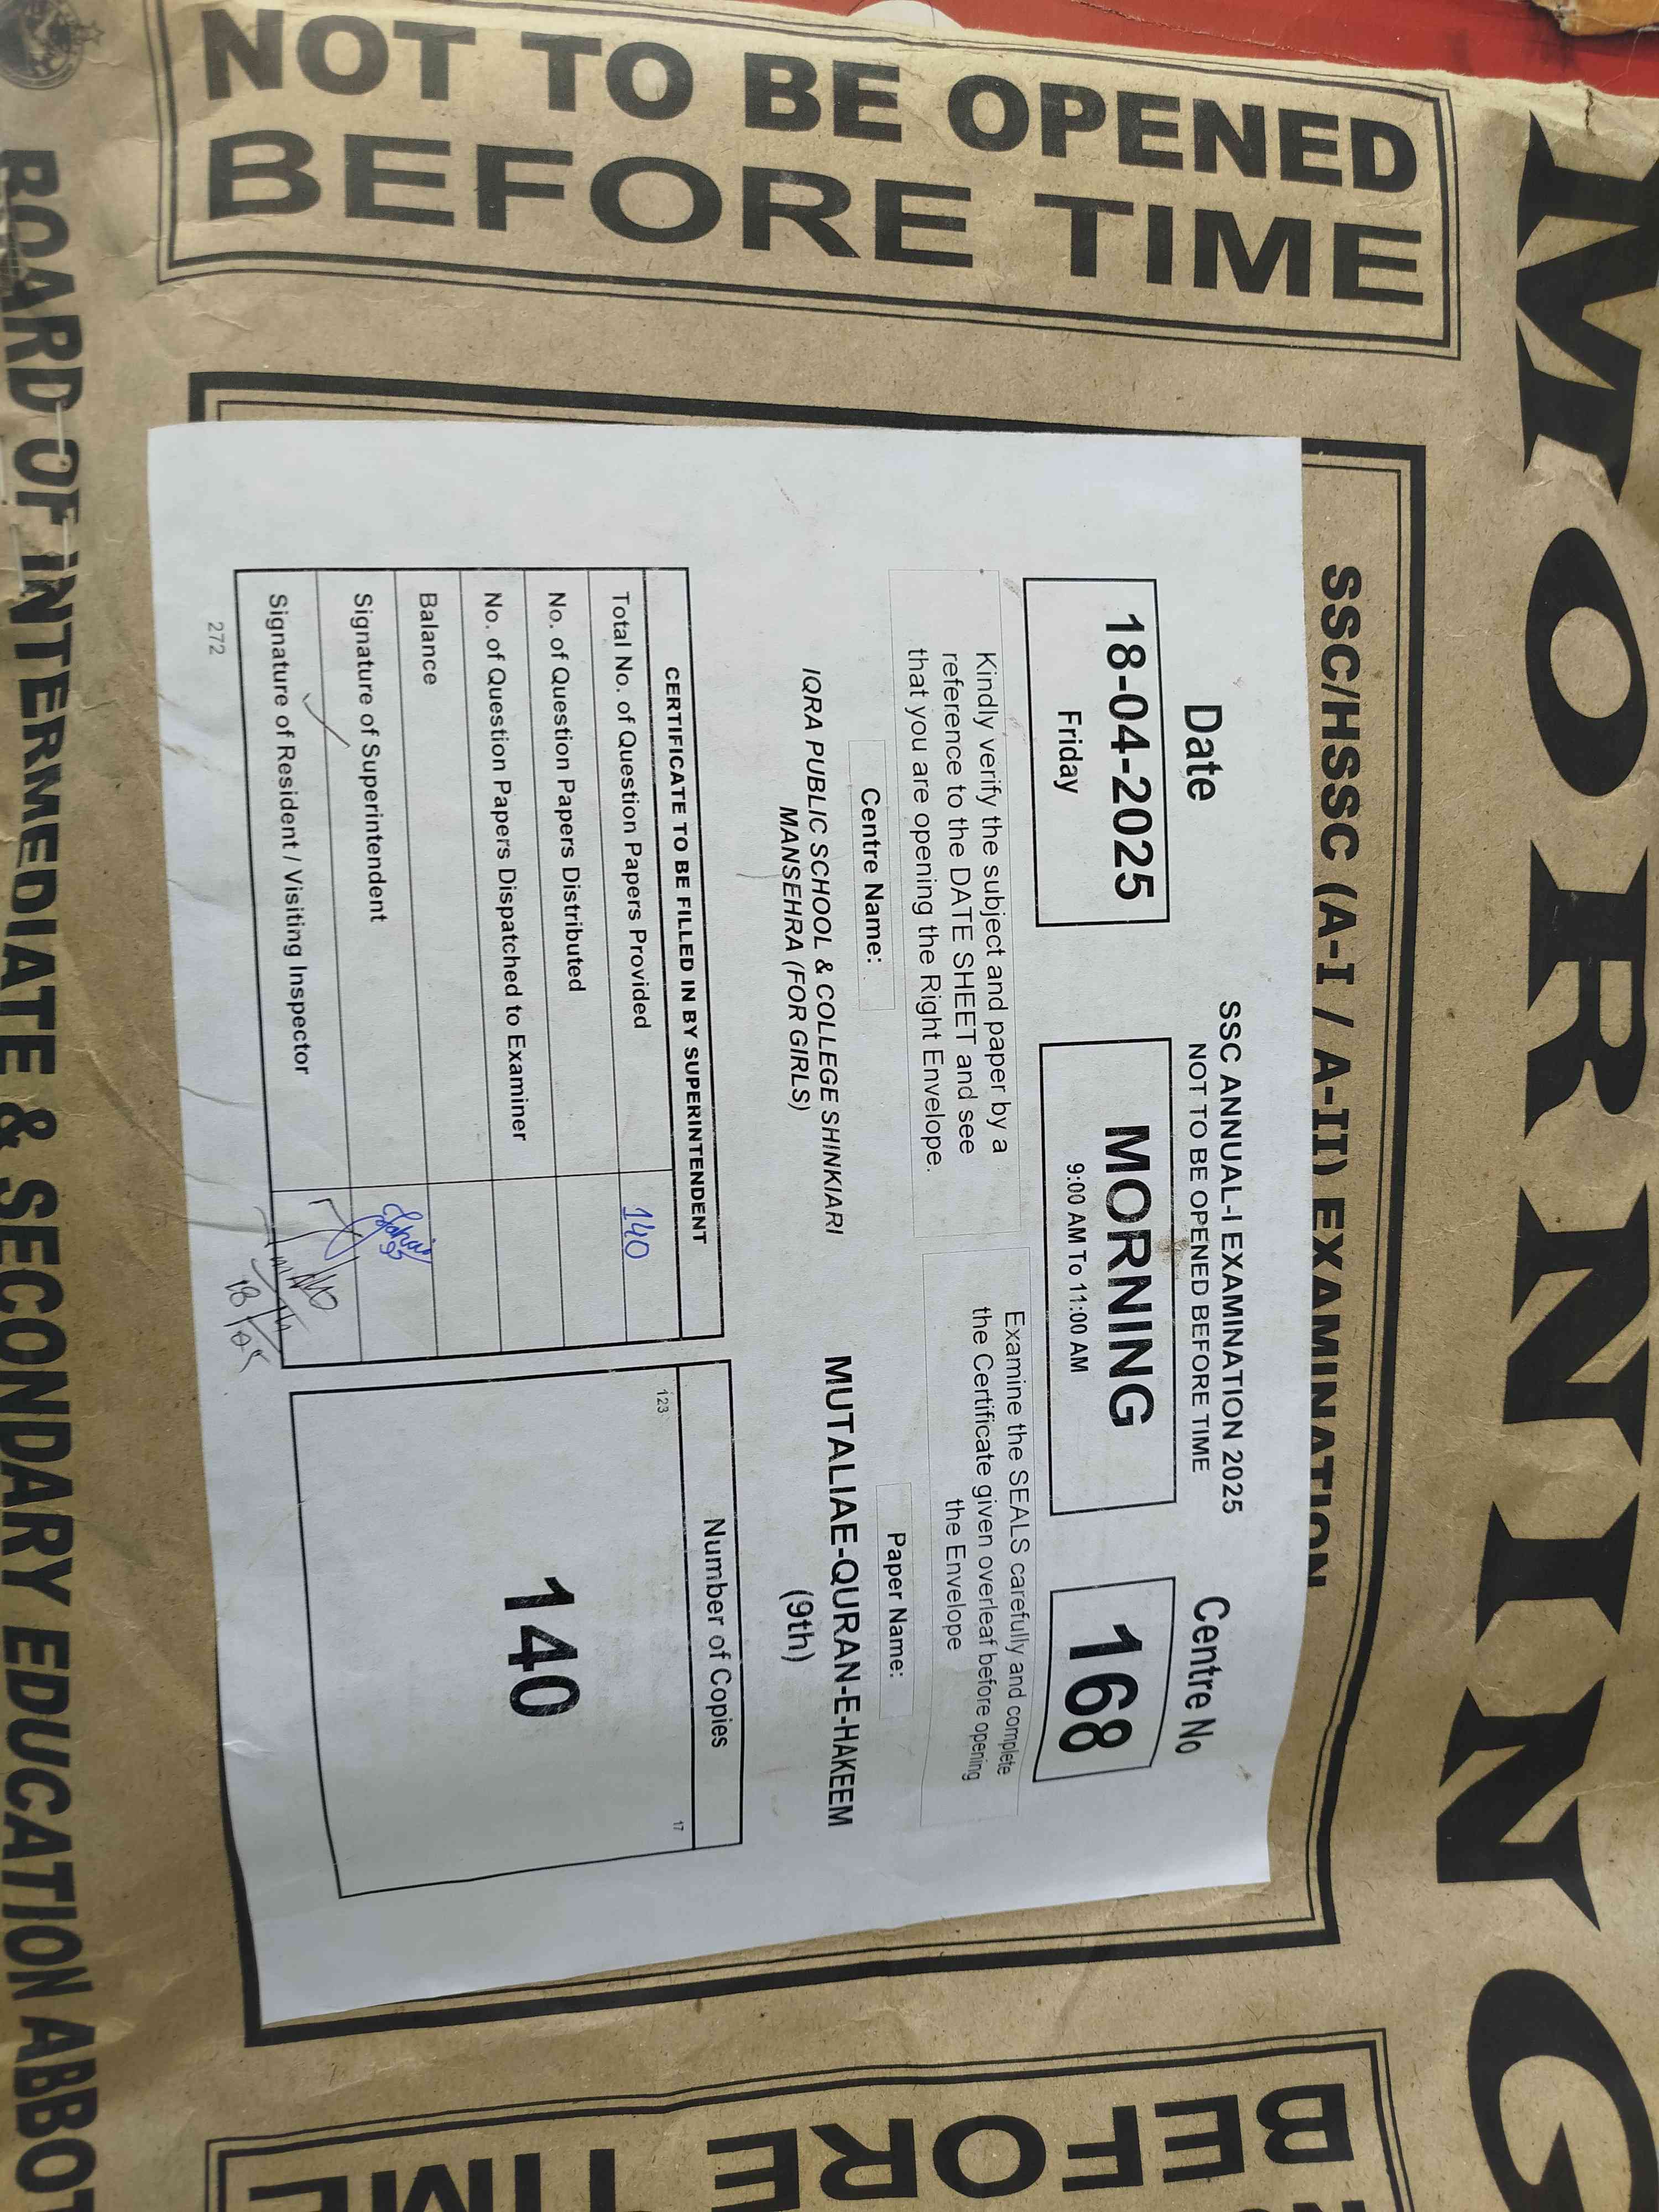 MORNING
SSC/HSSC (A-I / A-II) EXAMINATION
NOT TO BE OPENED
BEFORE TIME
SSC ANNUAL-I EXAMINATION 2025
NOT TO BE OPENED BEFORE TIME
Date
Centre No
18-04-2025
Friday
MORNING
9:00 AM To 11:00 AM
168
Kindly verify the subject and paper by a
reference to the DATE SHEET and see
that you are opening the Right Envelope.
Examine the SEALS carefully and complete
the Certificate given overleaf before opening
the Envelope
Centre Name:
Paper Name:
IQRA PUBLIC SCHOOL & COLLEGE SHINKIARI
MANSEHRA (FOR GIRLS)
MUTALIAE-QURAN-E-HAKEEM
(9th)
CERTIFICATE TO BE FILLED IN BY SUPERINTENDENT
Total No. of Question Papers Provided 140
No. of Question Papers Distributed
No. of Question Papers Dispatched to Examiner
Balance
Signature of Superintendent
Signature of Resident / Visiting Inspector
272
Number of Copies
123
17
140
BEFORE
TIME
BOARD OF INTERMEDIATE & SECONDARY EDUCATION ABBOT